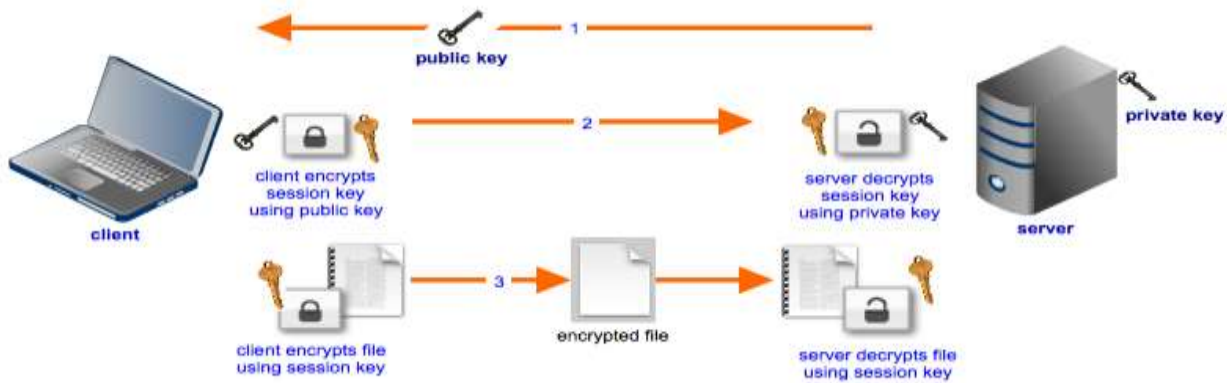 1
public key
private key
2
client encrypts
session key
using public key
server decrypts
session key
using private key
client
server
3
encrypted file
client encrypts file
using session key
server decrypts file
using session key